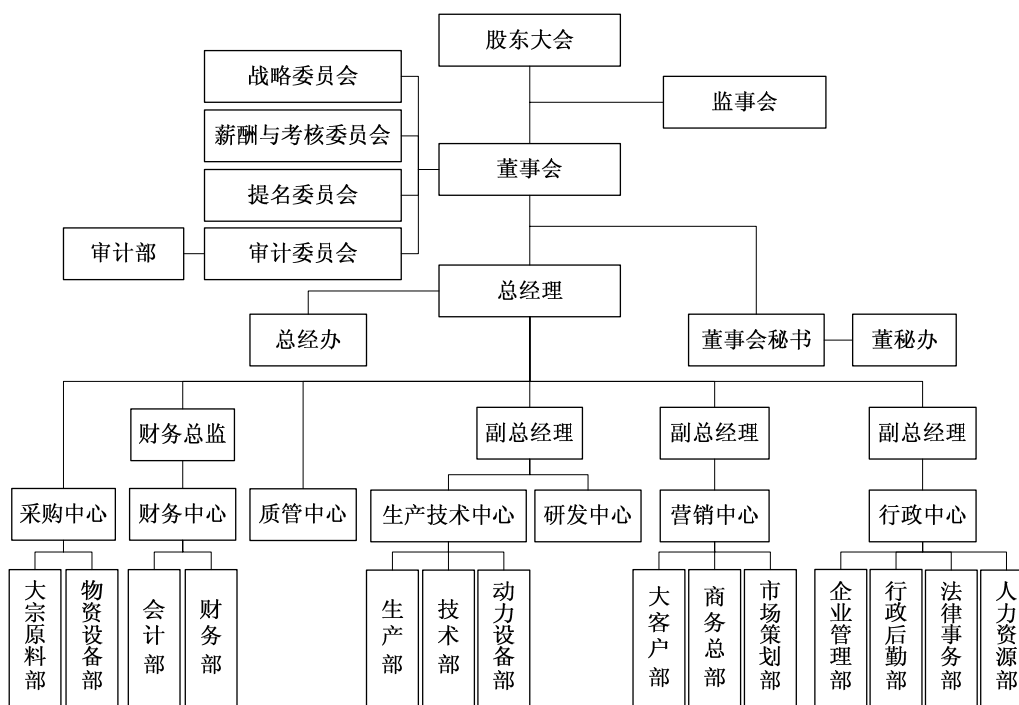 股东大会
战略委员会
监事会
薪酬与考核委员会
董事会
提名委员会
审计部
审计委员会
总经理
总经办
董事会秘书
董秘办
财务总监
副总经理
副总经理
副总经理
采购中心
财务中心
质管中心
生产技术中心
研发中心
营销中心
行政中心
大宗原料部
物资设备部
会计部
财务部
生产部
技术部
动力设备部
大客户部
商务总部
市场策划部
企业管理部
行政后勤部
法律事务部
人力资源部